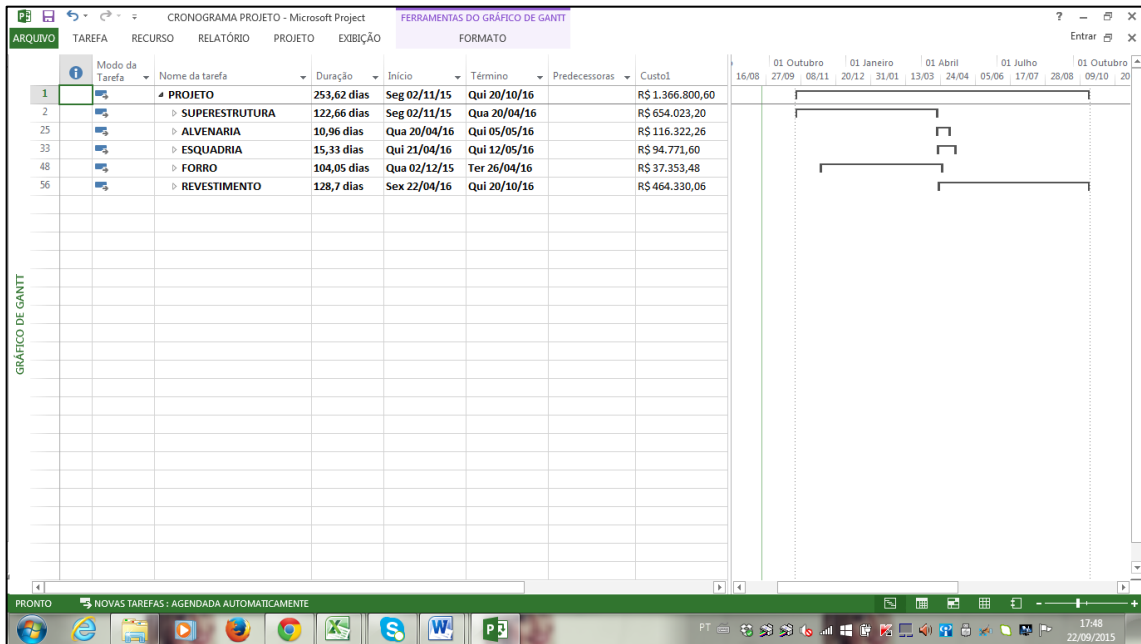 CRONOGRAMA PROJETO - Microsoft Project
FERRAMENTAS DO GRÁFICO DE GANTT
ARQUIVO TAREFA RECURSO RELATÓRIO PROJETO EXIBIÇÃO FORMATO Entrar
Modo da Tarefa Nome da tarefa Duração Início Término Predecessoras Custo1
1 PROJETO 253,62 dias Seg 02/11/15 Qui 20/10/16 R$ 1.366.800,60
2 SUPERESTRUTURA 122,66 dias Seg 02/11/15 Qua 20/04/16 R$ 654.023,20
25 ALVENARIA 10,96 dias Qua 20/04/16 Qui 05/05/16 R$ 116.322,26
33 ESQUADRIA 15,33 dias Qui 21/04/16 Qui 12/05/16 R$ 94.771,60
48 FORRO 104,05 dias Qua 02/12/15 Ter 26/04/16 R$ 37.353,48
56 REVESTIMENTO 128,7 dias Sex 22/04/16 Qui 20/10/16 R$ 464.330,06
01 Outubro 01 Janeiro 01 Abril 01 Julho 01 Outubro
16/08 27/09 08/11 20/12 31/01 13/03 24/04 05/06 17/07 28/08 09/10 20
GRÁFICO DE GANTT
PRONTO NOVAS TAREFAS : AGENDADA AUTOMATICAMENTE
PT
17:48
22/09/2015